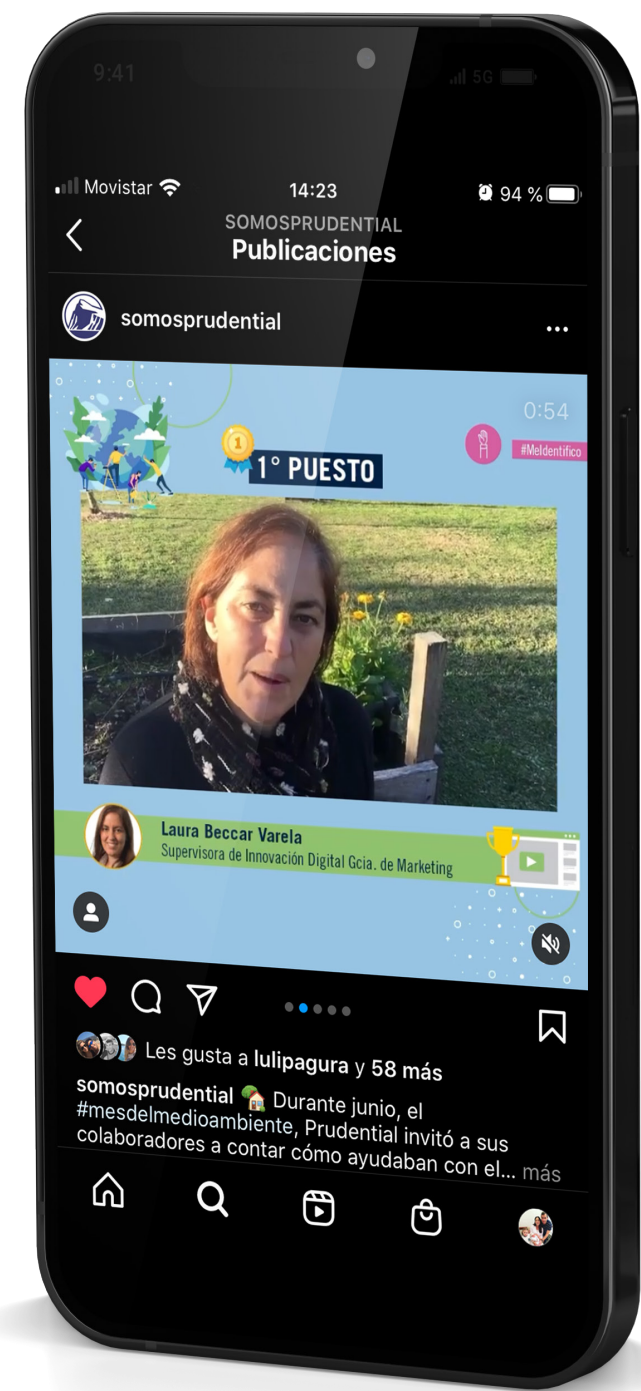 9:41
5G
Movistar
14:23
94 %
SOMOSPRUDENTIAL
Publicaciones
somosprudential
0:54
1
1° PUESTO
#MeIdentifico
Laura Beccar Varela
Supervisora de Innovación Digital Gcia. de Marketing
Les gusta a lulipagura y 58 más
somosprudential Durante junio, el
#mesdelmedioambiente, Prudential invitó a sus
colaboradores a contar cómo ayudaban con el... más